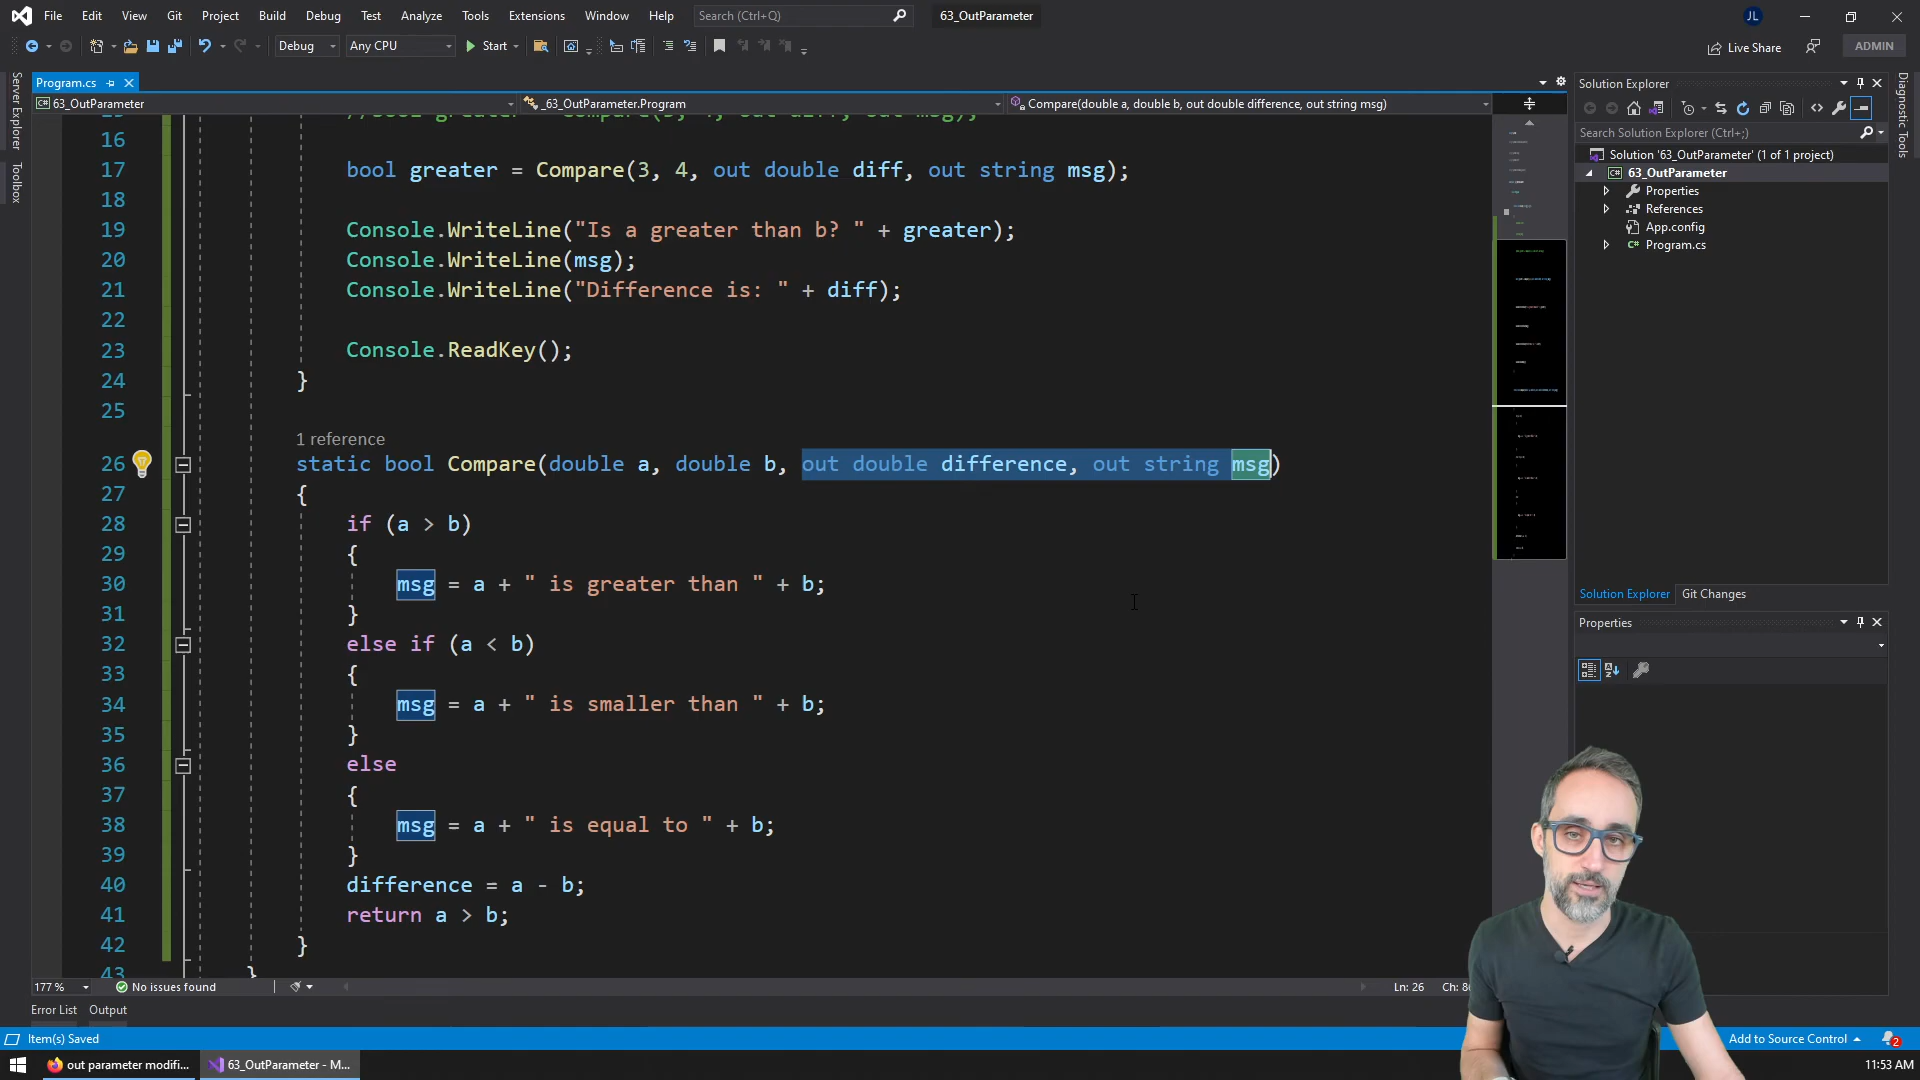 File Edit View Git Project Build Debug Test Analyze Tools Extensions Window Help Search (Ctrl+Q) 63_OutParameter JL
Debug Any CPU Start Live Share ADMIN
Server Explorer
Toolbox
Program.cs
63_OutParameter _63_OutParameter.Program Compare(double a, double b, out double difference, out string msg)
16
17 bool greater = Compare(3, 4, out double diff, out string msg);
18
19 Console.WriteLine("Is a greater than b? " + greater);
20 Console.WriteLine(msg);
21 Console.WriteLine("Difference is: " + diff);
22
23 Console.ReadKey();
24 }
25
1 reference
26 static bool Compare(double a, double b, out double difference, out string msg)
27 {
28 if (a > b)
29 {
30 msg = a + " is greater than " + b;
31 }
32 else if (a < b)
33 {
34 msg = a + " is smaller than " + b;
35 }
36 else
37 {
38 msg = a + " is equal to " + b;
39 }
40 difference = a - b;
41 return a > b;
42 }
43 }
177 % No issues found Ln: 26
Error List Output
Item(s) Saved
Solution Explorer
Search Solution Explorer (Ctrl+;)
Solution '63_OutParameter' (1 of 1 project)
63_OutParameter
Properties
References
App.config
Program.cs
Solution Explorer Git Changes
Properties
Diagnostic Tools
Add to Source Control 2
out parameter modifi... 63_OutParameter - M... 11:53 AM